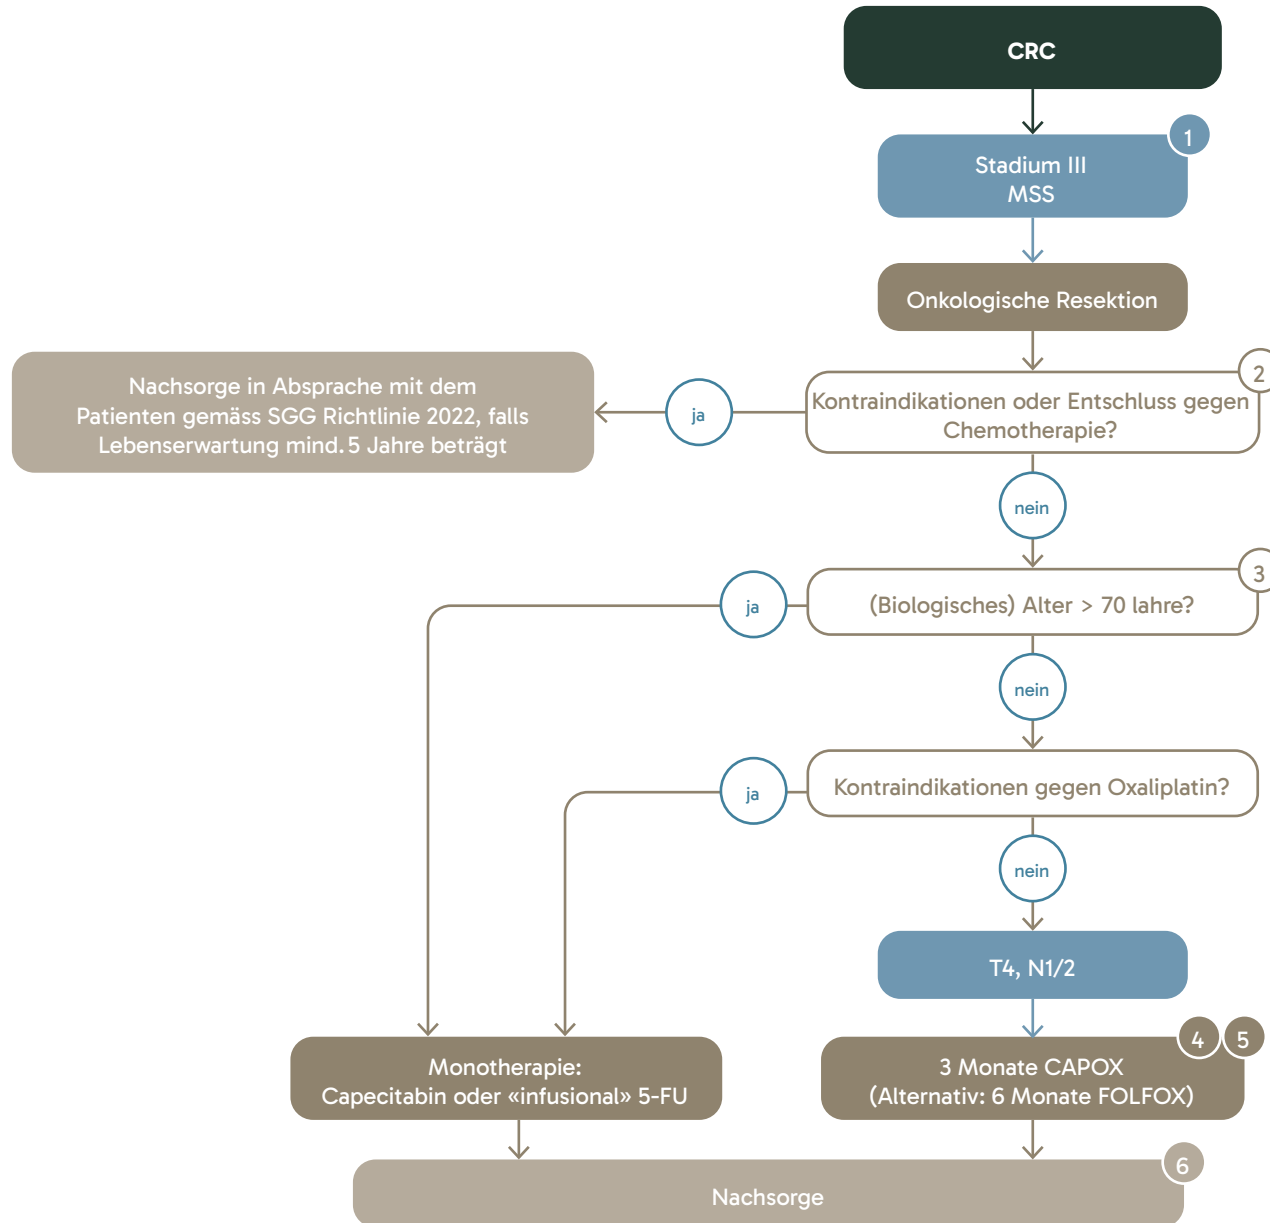 CRC
1
Stadium III
MSS
Onkologische Resektion
2
Kontraindikationen oder Entschluss gegen
Chemotherapie?
ja
Nachsorge in Absprache mit dem
Patienten gemäss SGG Richtlinie 2022, falls
Lebenserwartung mind. 5 Jahre beträgt
nein
3
(Biologisches) Alter > 70 lahre?
ja
nein
Kontraindikationen gegen Oxaliplatin?
ja
nein
T4, N1/2
4
5
Monotherapie:
Capecitabin oder «infusional» 5-FU
3 Monate CAPOX
(Alternativ: 6 Monate FOLFOX)
6
Nachsorge